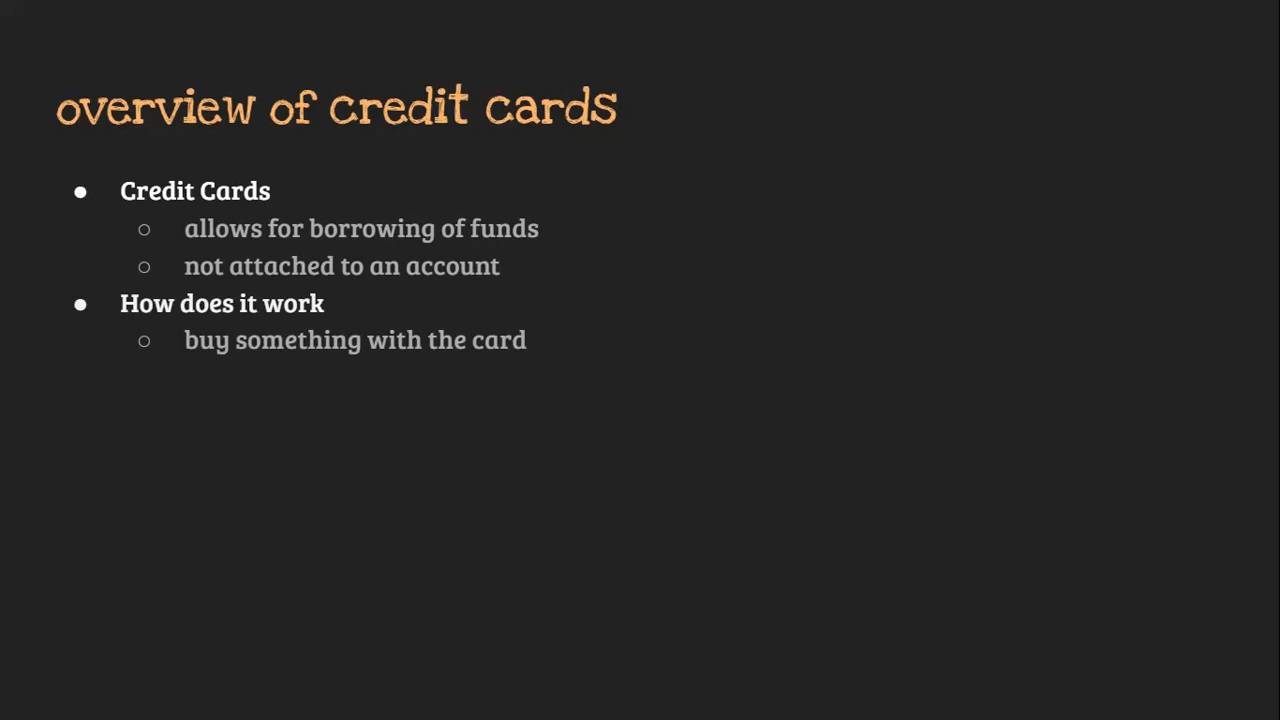 overview of credit cards
● Credit Cards
○ allows for borrowing of funds
○ not attached to an account
● How does it work
○ buy something with the card